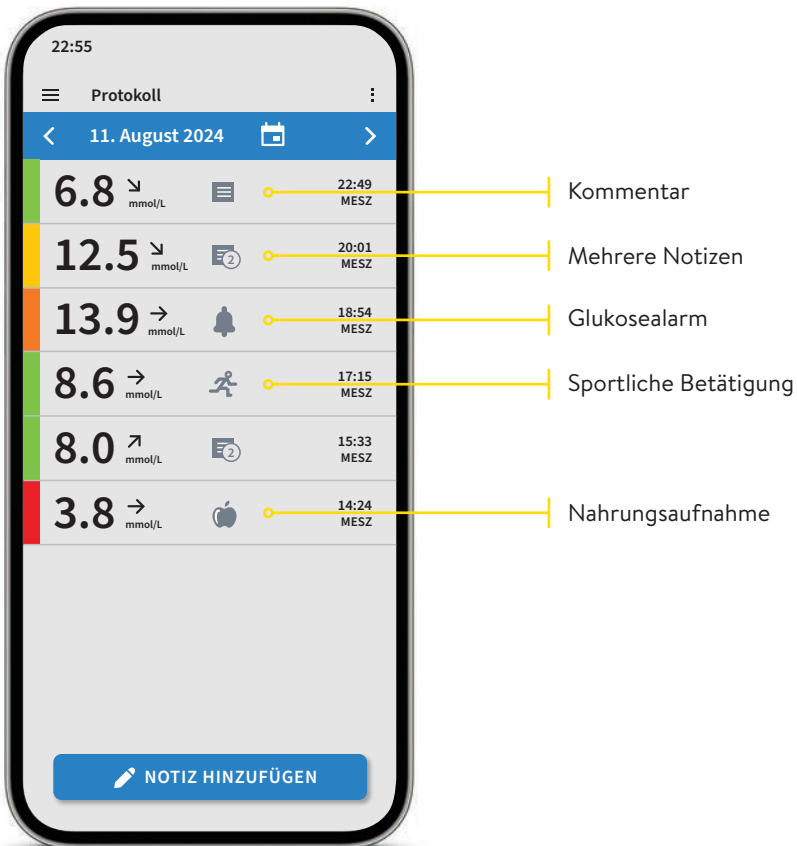 22:55
Protokoll
11. August 2024
6.8 mmol/L 22:49 MESZ
Kommentar
12.5 mmol/L 2 20:01 MESZ
Mehrere Notizen
13.9 mmol/L 18:54 MESZ
Glukosealarm
8.6 mmol/L 17:15 MESZ
Sportliche Betätigung
8.0 mmol/L 2 15:33 MESZ
3.8 mmol/L 14:24 MESZ
Nahrungsaufnahme
NOTIZ HINZUFÜGEN